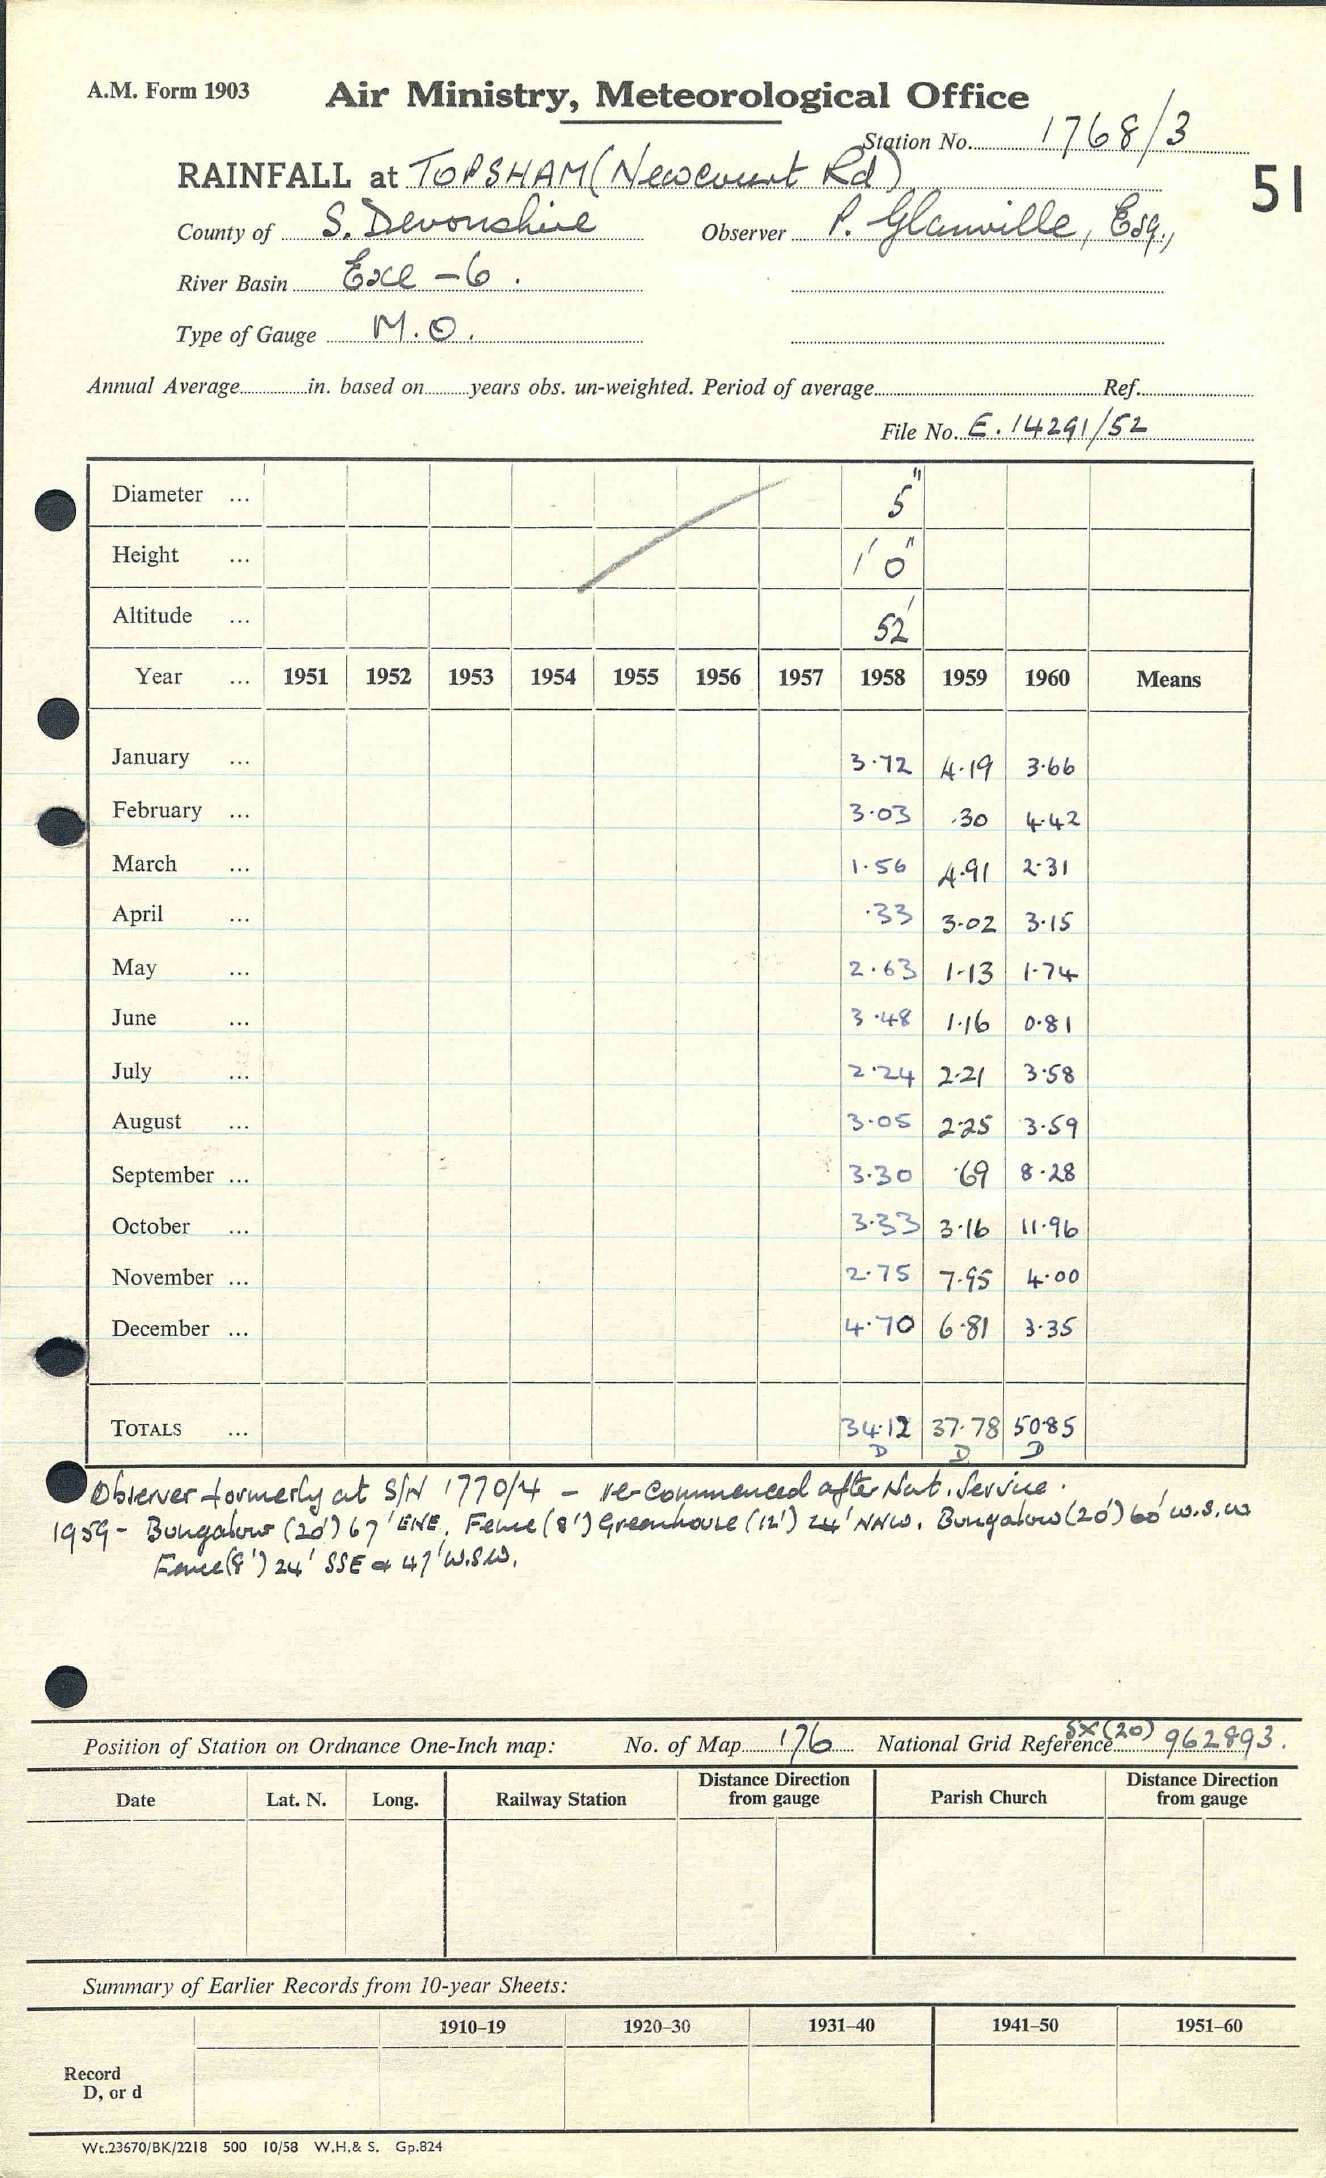 A.M. Form 1903
Air Ministry, Meteorological Office
Station No. 1768/3
RAINFALL at TOPSHAM (Newcourt Rd)
51
County of S. Devonshire Observer P. Glanville, Esq.,
River Basin Exe - 6.
Type of Gauge M.O.
Annual Average in. based on years obs. un-weighted. Period of average Ref.
File No. E.14291/52
Diameter ... 5"
Height ... 1' 0"
Altitude ... 52'
Year ... 1951 1952 1953 1954 1955 1956 1957 1958 1959 1960 Means
January ... 3.72 4.19 3.66
February ... 3.03 .30 4.42
March ... 1.56 4.91 2.31
April ... .33 3.02 3.15
May ... 2.63 1.13 1.74
June ... 3.48 1.16 0.81
July ... 2.24 2.21 3.58
August ... 3.05 2.25 3.59
September ... 3.30 .69 8.28
October ... 3.33 3.16 11.96
November ... 2.75 7.95 4.00
December ... 4.70 6.81 3.35
TOTALS ... 34.12 37.78 50.85
D D D
Observer formerly at S/N 1770/4 - re-commenced after Nat. Service.
1959 - Bungalow (20') 67' ENE, Fence (8') Greenhouse (12') 24' NNW, Bungalow (20') 60' W.S.W
Fence (8') 24' SSE & 47' W.S.W.
Position of Station on Ordnance One-Inch map: No. of Map 176 National Grid Reference SX(20) 962893.
Date Lat. N. Long. Railway Station Distance Direction from gauge Parish Church Distance Direction from gauge
Summary of Earlier Records from 10-year Sheets:
1910–19 1920–30 1931–40 1941–50 1951–60
Record
D, or d
Wt.23670/BK/2218 500 10/58 W.H.& S. Gp.824